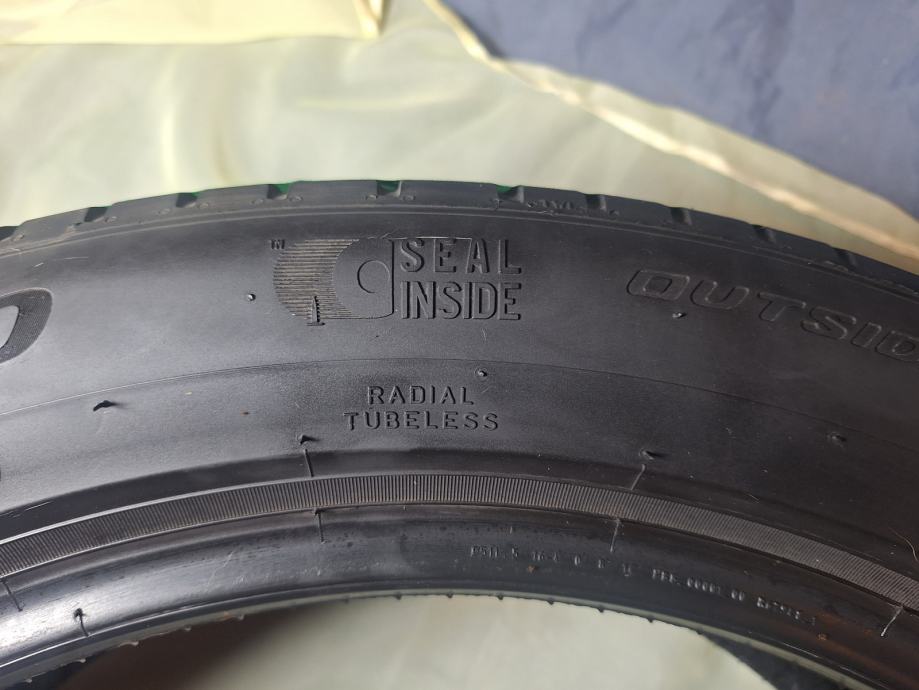 SEAL
INSIDE
OUTSID
RADIAL
TUBELESS